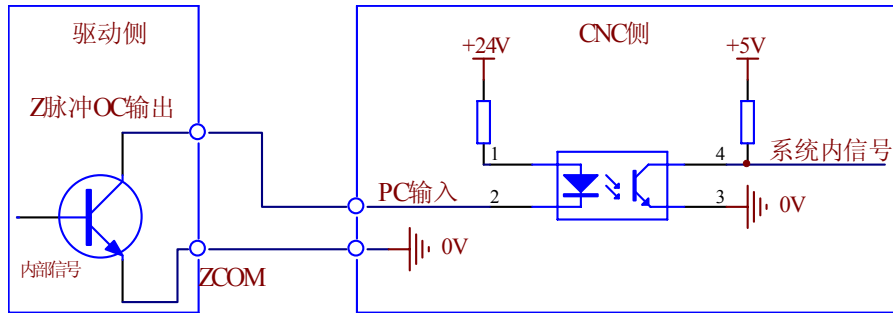 驱动侧
CNC侧
+24V
+5V
Z脉冲OC输出
1
4
系统内信号
PC输入
2
3
0V
内部信号
ZCOM
0V